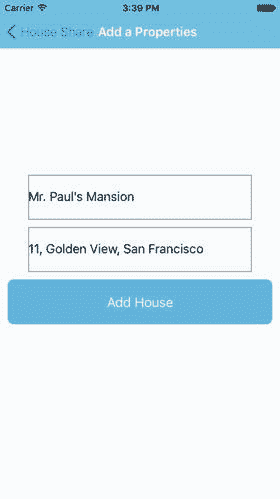 Carrier 3:39 PM
House Share Add a Properties
Mr. Paul's Mansion
11, Golden View, San Francisco
Add House